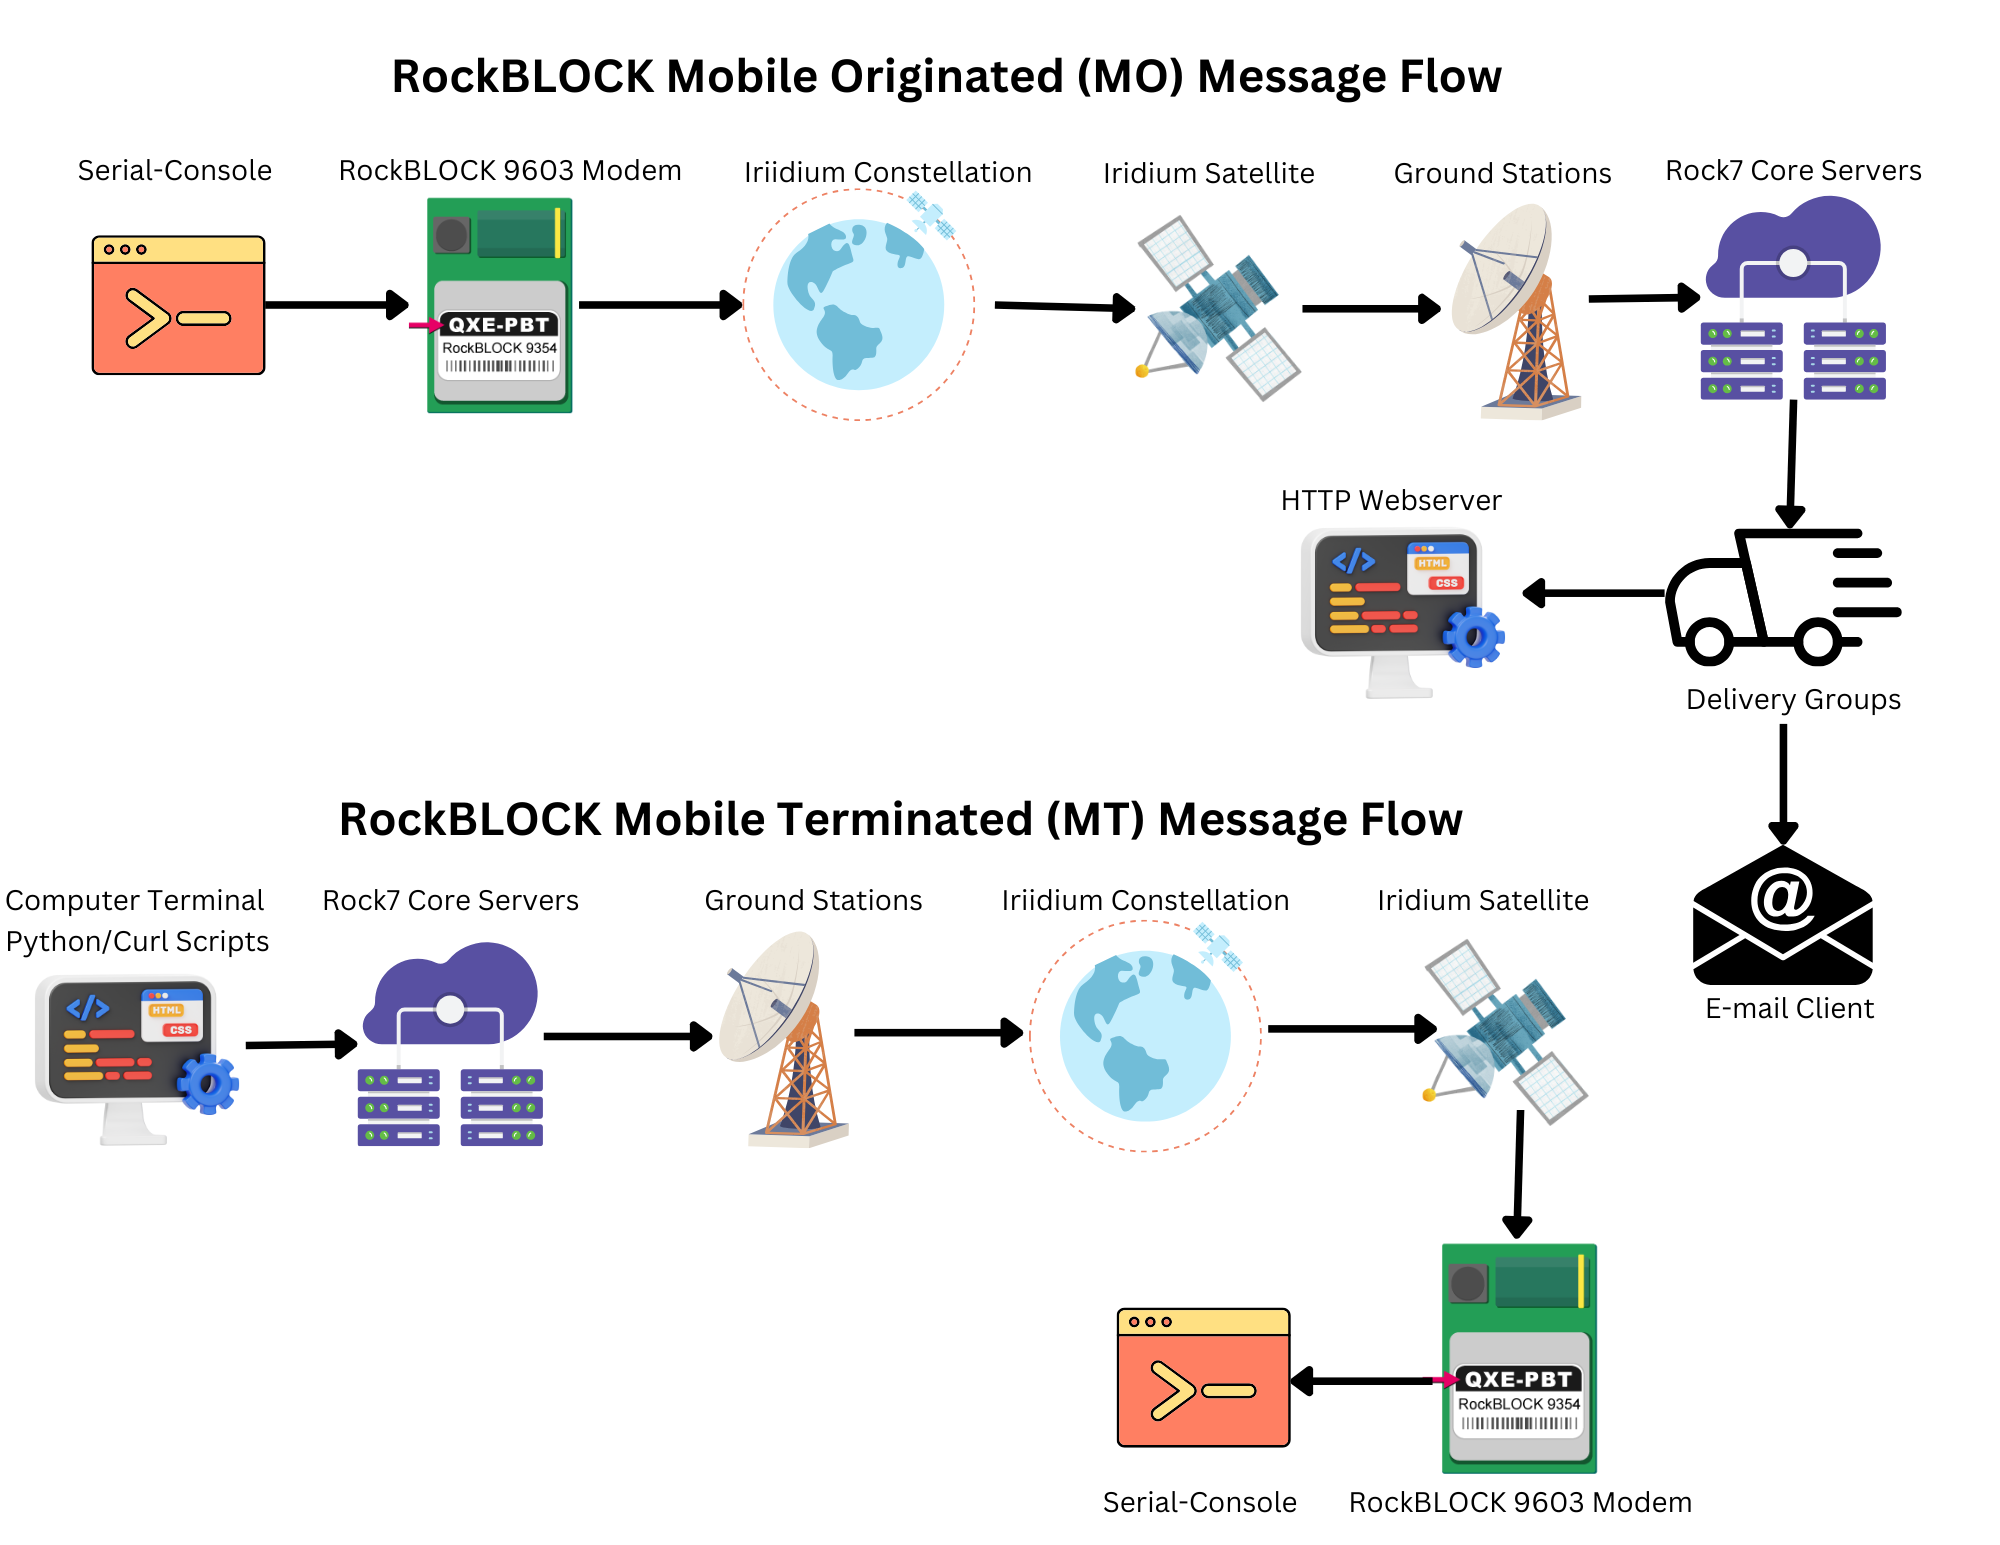 RockBLOCK Mobile Originated (MO) Message Flow
Serial-Console
RockBLOCK 9603 Modem
Iriidium Constellation
Iridium Satellite
Ground Stations
Rock7 Core Servers
>-
QXE-PBT
RockBLOCK 9354
HTTP Webserver
</>
HTML
CSS
Delivery Groups
@
E-mail Client
RockBLOCK Mobile Terminated (MT) Message Flow
Computer Terminal
Python/Curl Scripts
Rock7 Core Servers
Ground Stations
Iriidium Constellation
Iridium Satellite
</>
HTML
CSS
>-
QXE-PBT
RockBLOCK 9354
Serial-Console
RockBLOCK 9603 Modem